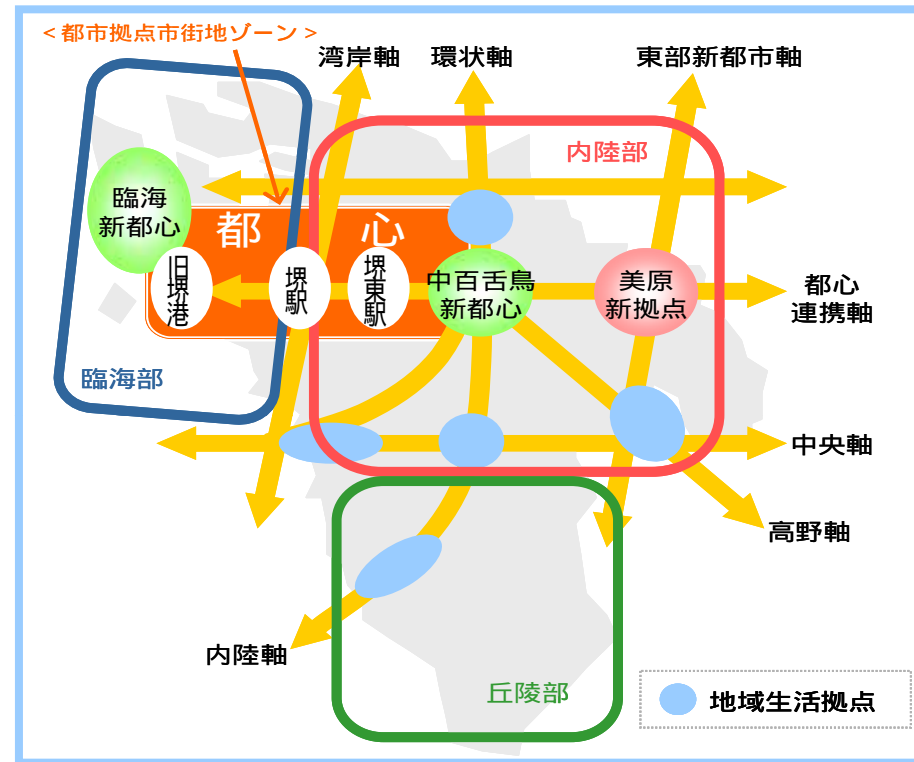 ＜都市拠点市街地ゾーン＞
湾岸軸
環状軸
東部新都市軸
内陸部
臨海
新都心
都心
旧堺港
堺駅
堺東駅
中百舌鳥
新都心
美原
新拠点
都心
連携軸
臨海部
中央軸
高野軸
内陸軸
丘陵部
地域生活拠点